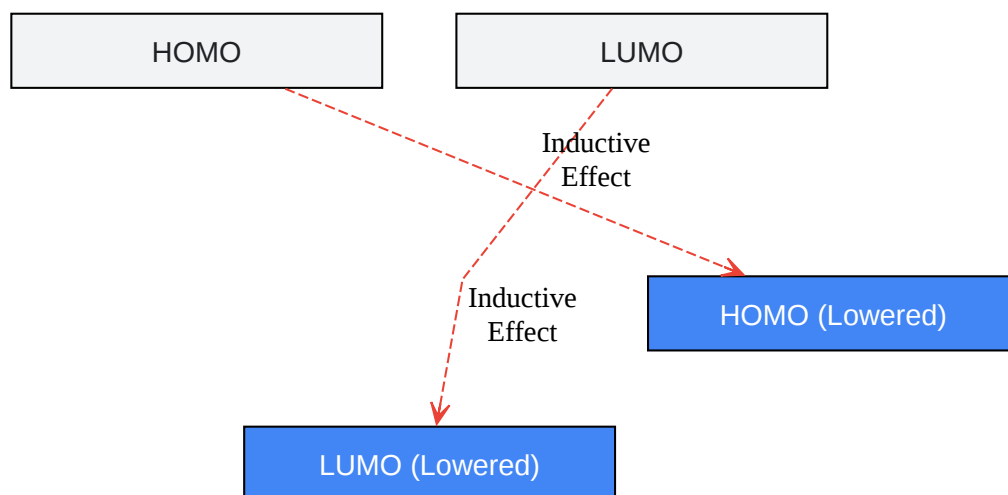 HOMO
LUMO
Inductive
Effect
Inductive
Effect
HOMO (Lowered)
LUMO (Lowered)